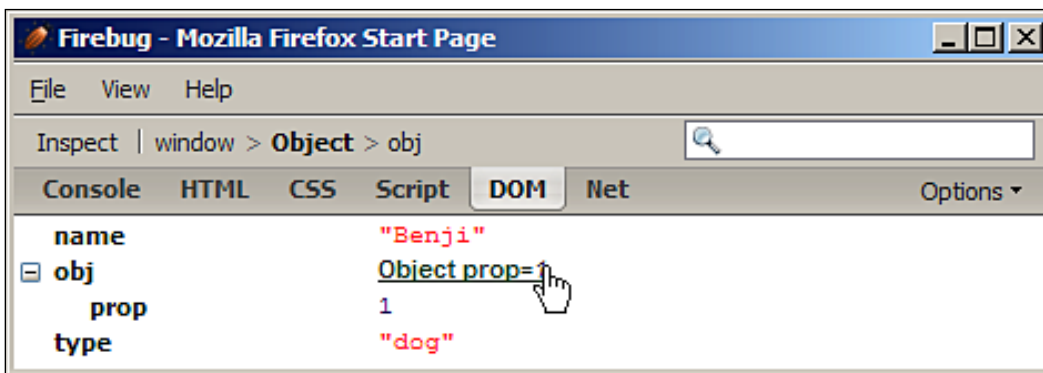 Firebug - Mozilla Firefox Start Page
File View Help
Inspect | window > Object > obj
Console HTML CSS Script DOM Net Options
name "Benji"
obj Object prop=1
prop 1
type "dog"